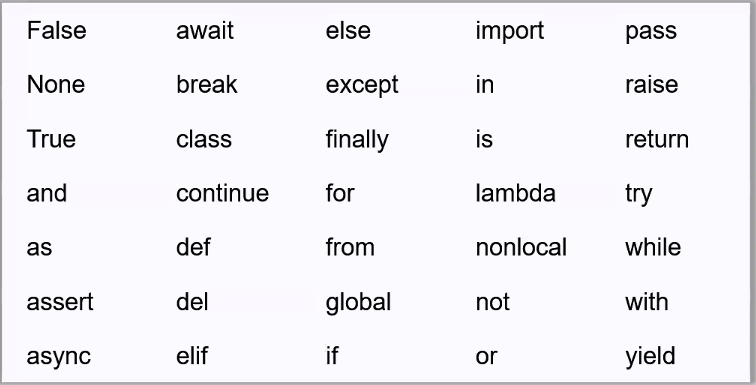 False await else import pass
None break except in raise
True class finally is return
and continue for lambda try
as def from nonlocal while
assert del global not with
async elif if or yield